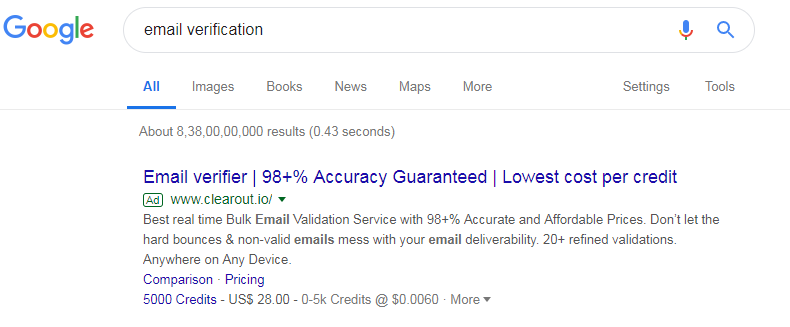 Google
email verification
All Images Books News Maps More Settings Tools
About 8,38,00,00,000 results (0.43 seconds)
Email verifier | 98+% Accuracy Guaranteed | Lowest cost per credit
Ad www.clearout.io/
Best real time Bulk Email Validation Service with 98+% Accurate and Affordable Prices. Don’t let the
hard bounces & non-valid emails mess with your email deliverability. 20+ refined validations.
Anywhere on Any Device.
Comparison · Pricing
5000 Credits - US$ 28.00 - 0-5k Credits @ $0.0060 · More